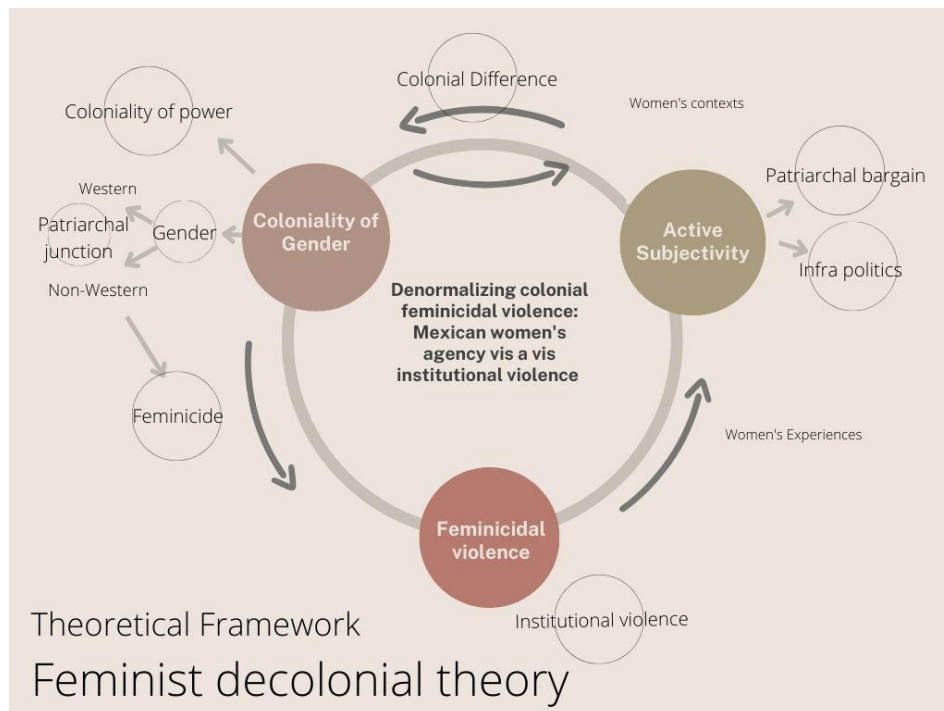 Colonial Difference
Women's contexts
Coloniality of power
Patriarchal bargain
Western
Coloniality of
Gender
Patriarchal
junction
Gender
Active
Subjectivity
Infra politics
Non-Western
Denormalizing colonial
feminicidal violence:
Mexican women's
agency vis a vis
institutional violence
Feminicide
Women's Experiences
Feminicidal
violence
Institutional violence
Theoretical Framework
Feminist decolonial theory